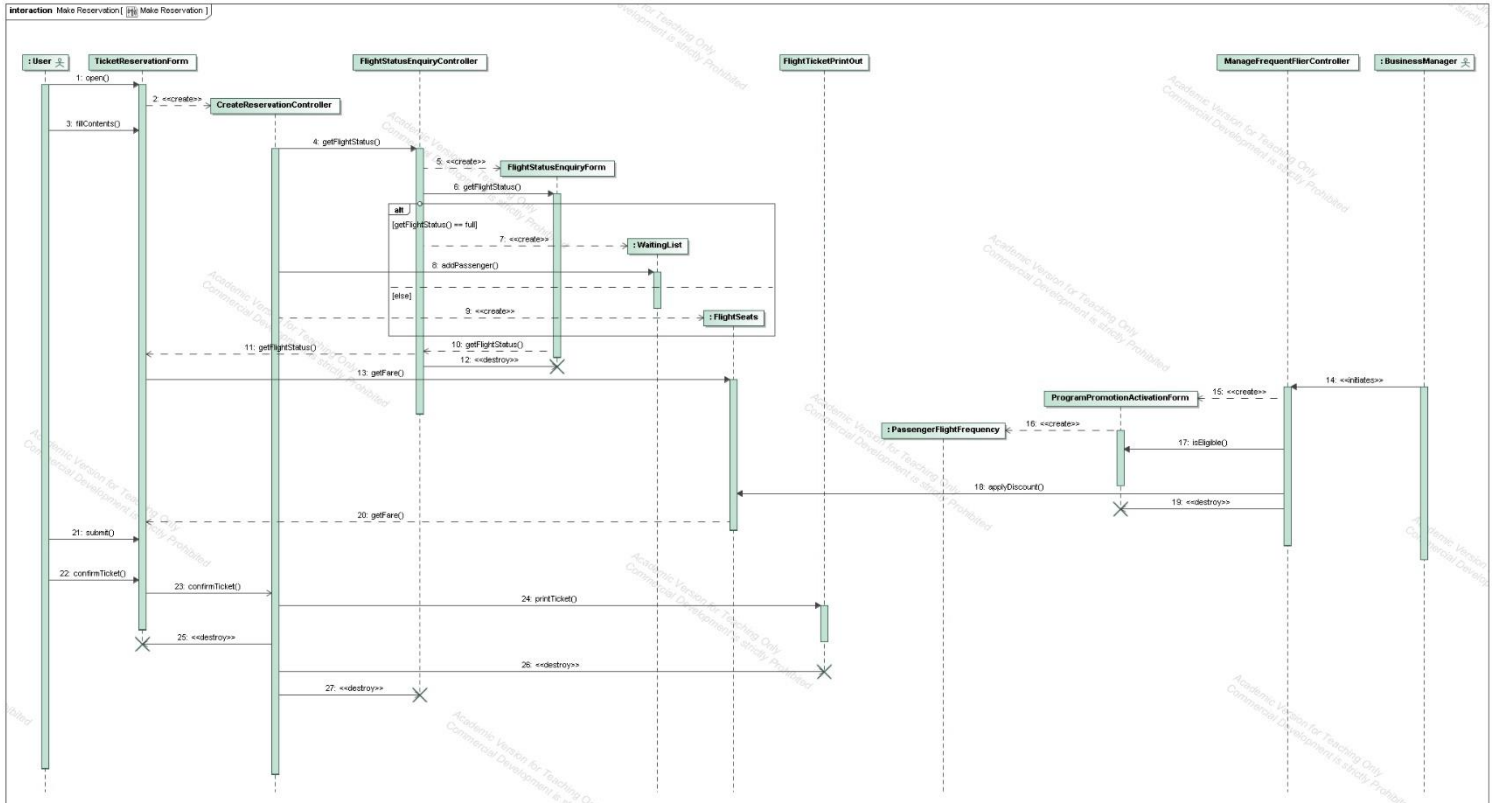 interaction Make Reservation [ Make Reservation ]
: User
TicketReservationForm
FlightStatusEnquiryController
FlightTicketPrintOut
ManageFrequentFlierController
: BusinessManager
1: open()
2: <<create>>
CreateReservationController
3: fillContents()
4: getFlightStatus()
5: <<create>>
FlightStatusEnquiryForm
6: getFlightStatus()
alt
[getFlightStatus() == full]
7: <<create>>
: WaitingList
8: addPassenger()
[else]
9: <<create>>
: FlightSeats
10: getFlightStatus()
11: getFlightStatus()
12: <<destroy>>
13: getFare()
14: <<initiates>>
15: <<create>>
ProgramPromotionActivationForm
16: <<create>>
: PassengerFlightFrequency
17: isEligible()
18: applyDiscount()
19: <<destroy>>
20: getFare()
21: submit()
22: confirmTicket()
23: confirmTicket()
24: printTicket()
25: <<destroy>>
26: <<destroy>>
27: <<destroy>>
Academic Version for Teaching Only
Commercial Development is strictly Prohibited